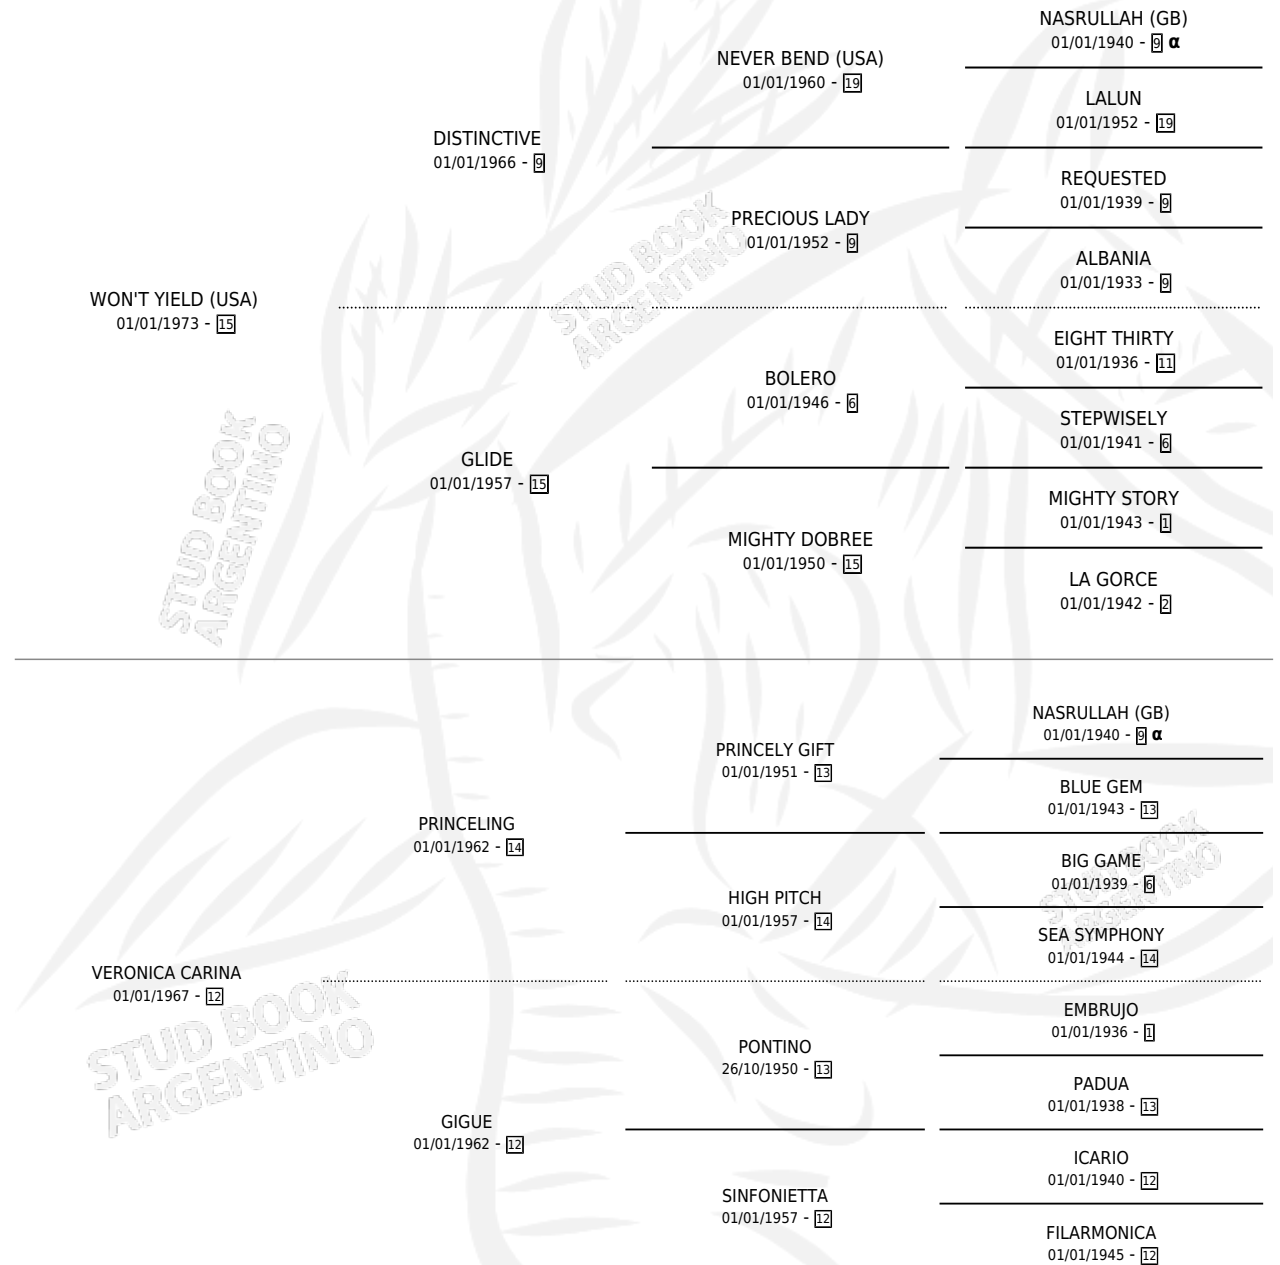 NASRULLAH (GB)
01/01/1940 - 9 α
NEVER BEND (USA)
01/01/1960 - 19
LALUN
01/01/1952 - 19
DISTINCTIVE
01/01/1966 - 9
REQUESTED
01/01/1939 - 9
PRECIOUS LADY
01/01/1952 - 9
ALBANIA
01/01/1933 - 9
WON'T YIELD (USA)
01/01/1973 - 15
EIGHT THIRTY
01/01/1936 - 11
BOLERO
01/01/1946 - 6
STEPWISELY
01/01/1941 - 6
GLIDE
01/01/1957 - 15
MIGHTY STORY
01/01/1943 - 1
MIGHTY DOBREE
01/01/1950 - 15
LA GORCE
01/01/1942 - 2
STUD BOOK
ARGENTINO
STUD BOOK
ARGENTINO
NASRULLAH (GB)
01/01/1940 - 9 α
PRINCELY GIFT
01/01/1951 - 13
BLUE GEM
01/01/1943 - 13
PRINCELING
01/01/1962 - 14
BIG GAME
01/01/1939 - 6
HIGH PITCH
01/01/1957 - 14
SEA SYMPHONY
01/01/1944 - 14
VERONICA CARINA
01/01/1967 - 12
EMBRUJO
01/01/1936 - 1
PONTINO
26/10/1950 - 13
PADUA
01/01/1938 - 13
GIGUE
01/01/1962 - 12
ICARIO
01/01/1940 - 12
SINFONIETTA
01/01/1957 - 12
FILARMONICA
01/01/1945 - 12
STUD BOOK
ARGENTINO
STUD BOOK
ARGENTINO